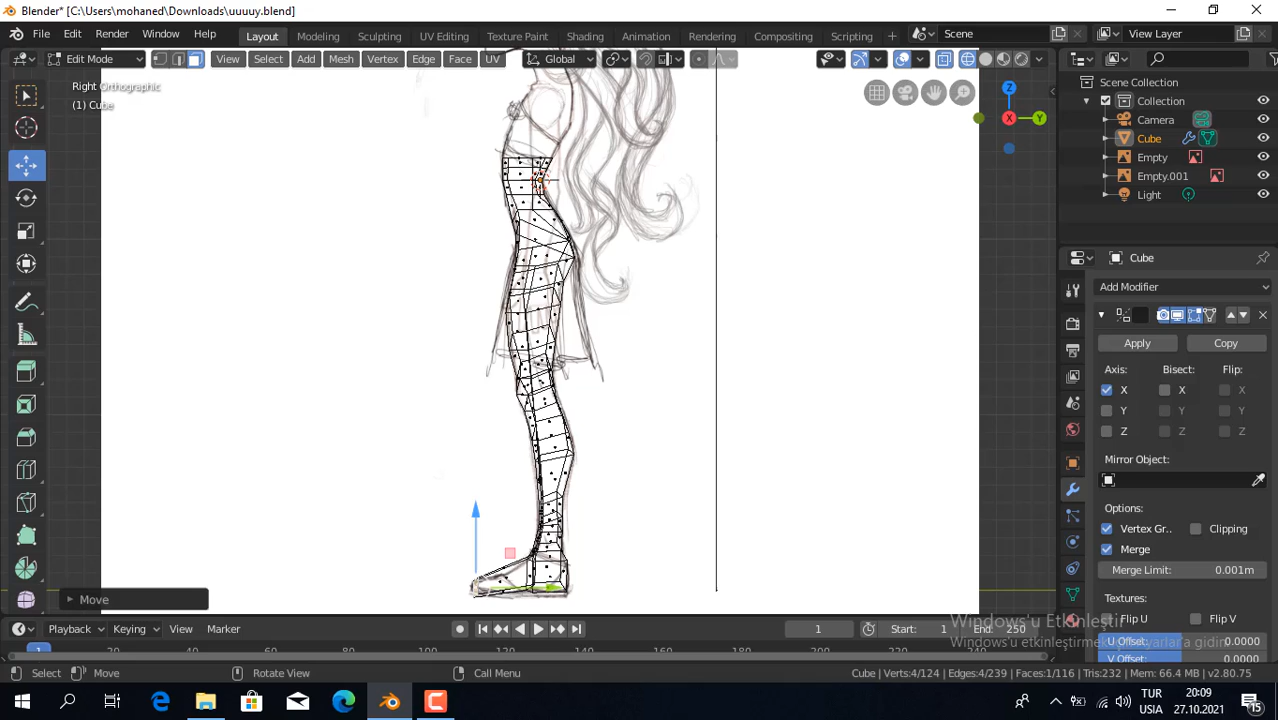 Blender* [C:\Users\mohaned\Downloads\uuuuy.blend]
File Edit Render Window Help Layout Modeling Sculpting UV Editing Texture Paint Shading Animation Rendering Compositing Scripting + Scene View Layer
Edit Mode View Select Add Mesh Vertex Edge Face UV Global
Right Orthographic
(1) Cube
Z
X
Y
Move
Scene Collection
Collection
Camera
Cube
Empty
Empty.001
Light
Cube
Add Modifier
Apply Copy
Axis: Bisect: Flip:
X X X
Y Y Y
Z Z Z
Mirror Object:
Options:
Vertex Gr... Clipping
Merge
Merge Limit: 0.001m
Textures:
Flip U Flip V
U Offset: 0.0000
V Offset: 0.0000
Windows'u Etkinleştir
Playback Keying View Marker 1 Start: 1 End: 250
1 20 40 60 80 100 120 140 160 180 200 220 240
Select Move Rotate View Call Menu Cube | Verts:4/124 | Edges:4/239 | Faces:1/116 | Tris:232 | Mem: 66.4 MB | v2.80.75
TUR
USIA
20:09
27.10.2021
15